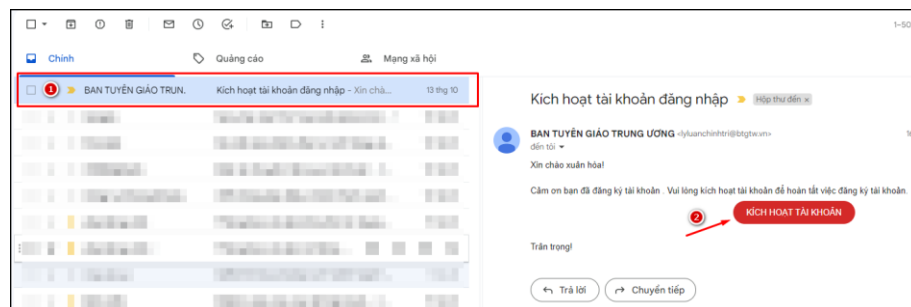 1–50
Chính
Quảng cáo
Mạng xã hội
1
BAN TUYÊN GIÁO TRUN.
Kích hoạt tài khoản đăng nhập - Xin chà...
13 thg 10
Kích hoạt tài khoản đăng nhập
Hộp thư đến ×
BAN TUYÊN GIÁO TRUNG ƯƠNG <lyluanchinhtri@btgtw.vn>
đến tôi
Xin chào xuân hóa!
Cảm ơn bạn đã đăng ký tài khoản . Vui lòng kích hoạt tài khoản để hoàn tất việc đăng ký tài khoản.
2
KÍCH HOẠT TÀI KHOẢN
Trân trọng!
Trả lời
Chuyển tiếp